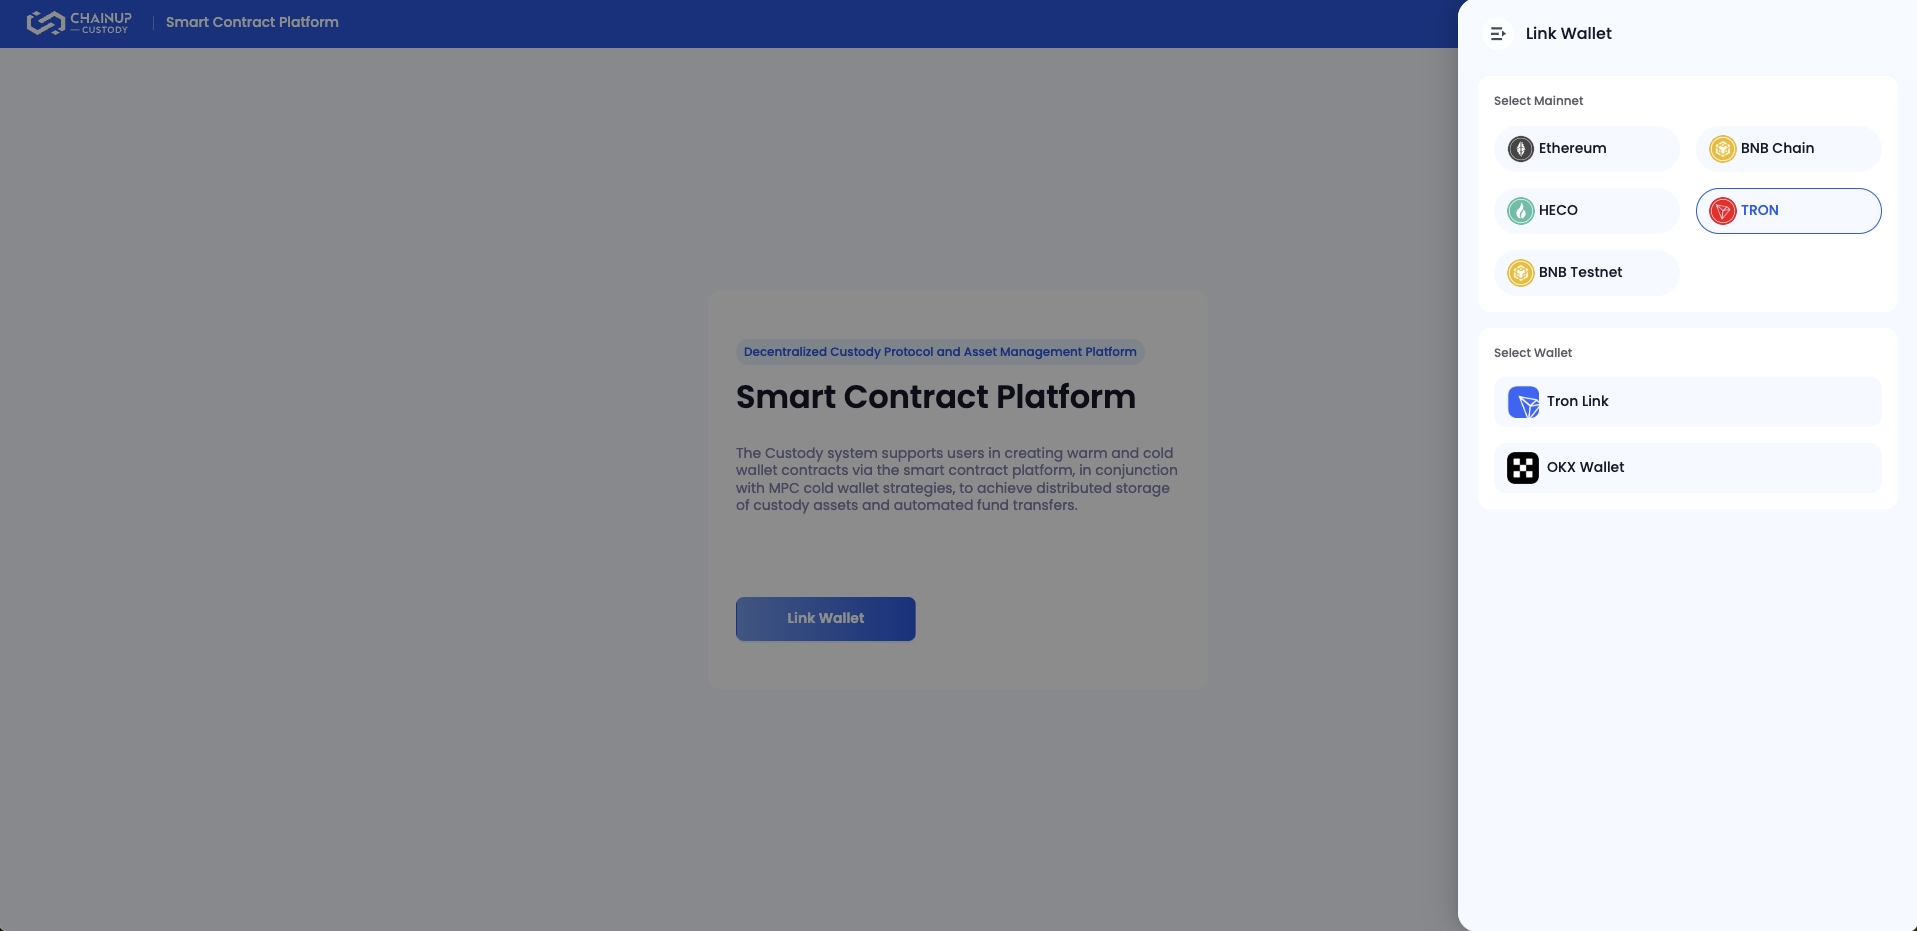 CHAINUP
CUSTODY
Smart Contract Platform
Link Wallet
Select Mainnet
Ethereum
BNB Chain
HECO
TRON
BNB Testnet
Select Wallet
Tron Link
OKX Wallet
Decentralized Custody Protocol and Asset Management Platform
Smart Contract Platform
The Custody system supports users in creating warm and cold
wallet contracts via the smart contract platform, in conjunction
with MPC cold wallet strategies, to achieve distributed storage
of custody assets and automated fund transfers.
Link Wallet